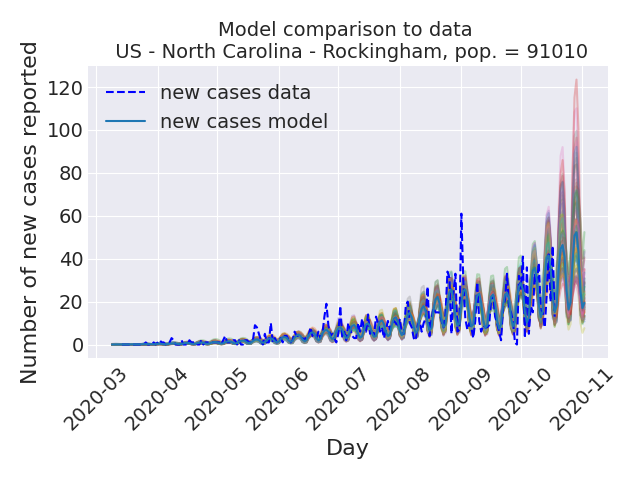 Model comparison to data
US - North Carolina - Rockingham, pop. = 91010
Number of new cases reported
120
100
80
60
40
20
0
new cases data
new cases model
2020-03
2020-04
2020-05
2020-06
2020-07
2020-08
2020-09
2020-10
2020-11
Day